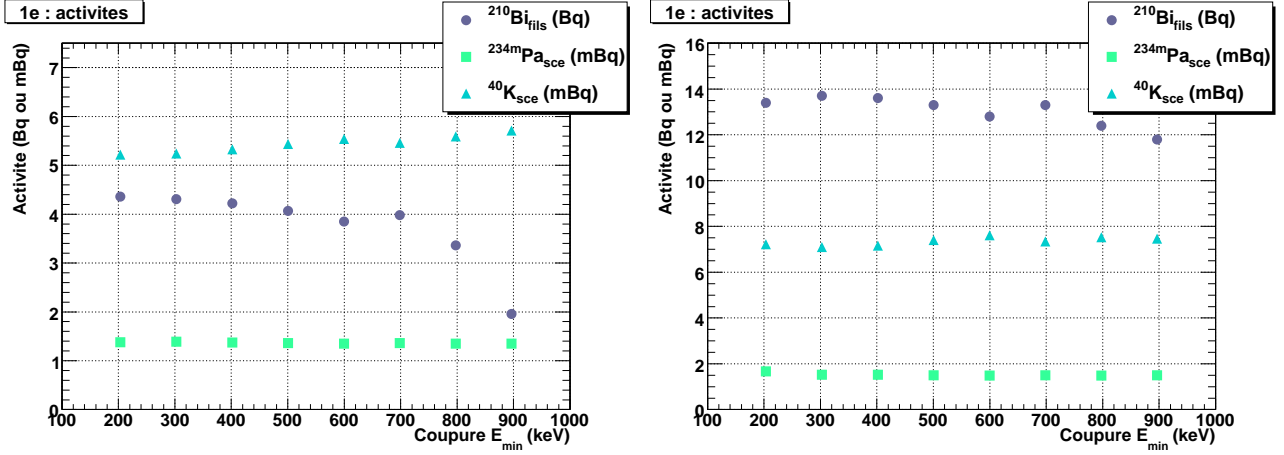 1e : activites
²¹⁰Bi_fils (Bq)
²³⁴ᵐPa_sce (mBq)
⁴⁰K_sce (mBq)
Activite (Bq ou mBq)
7
6
5
4
3
2
1
0
100 200 300 400 500 600 700 800 900 1000
Coupure E_min (keV)
1e : activites
²¹⁰Bi_fils (Bq)
²³⁴ᵐPa_sce (mBq)
⁴⁰K_sce (mBq)
Activite (Bq ou mBq)
16
14
12
10
8
6
4
2
0
100 200 300 400 500 600 700 800 900 1000
Coupure E_min (keV)